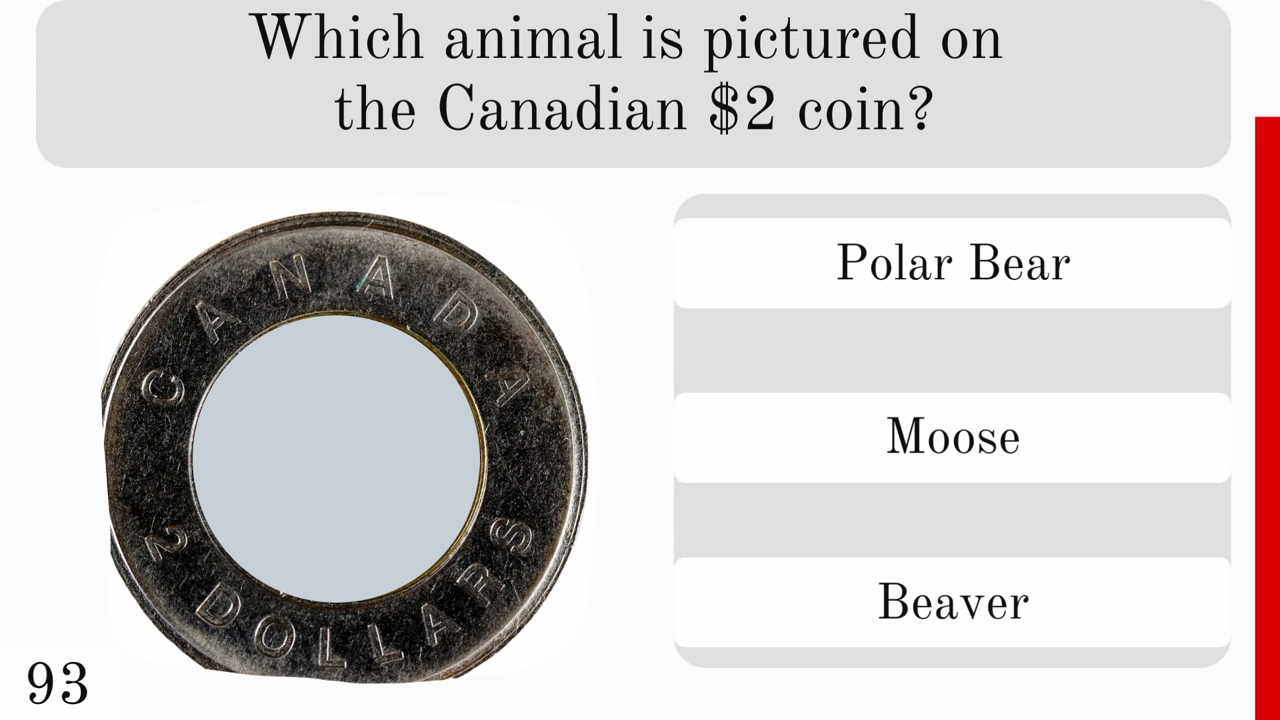 Which animal is pictured on
the Canadian $2 coin?
CANADA
2 DOLLARS
Polar Bear
Moose
Beaver
93